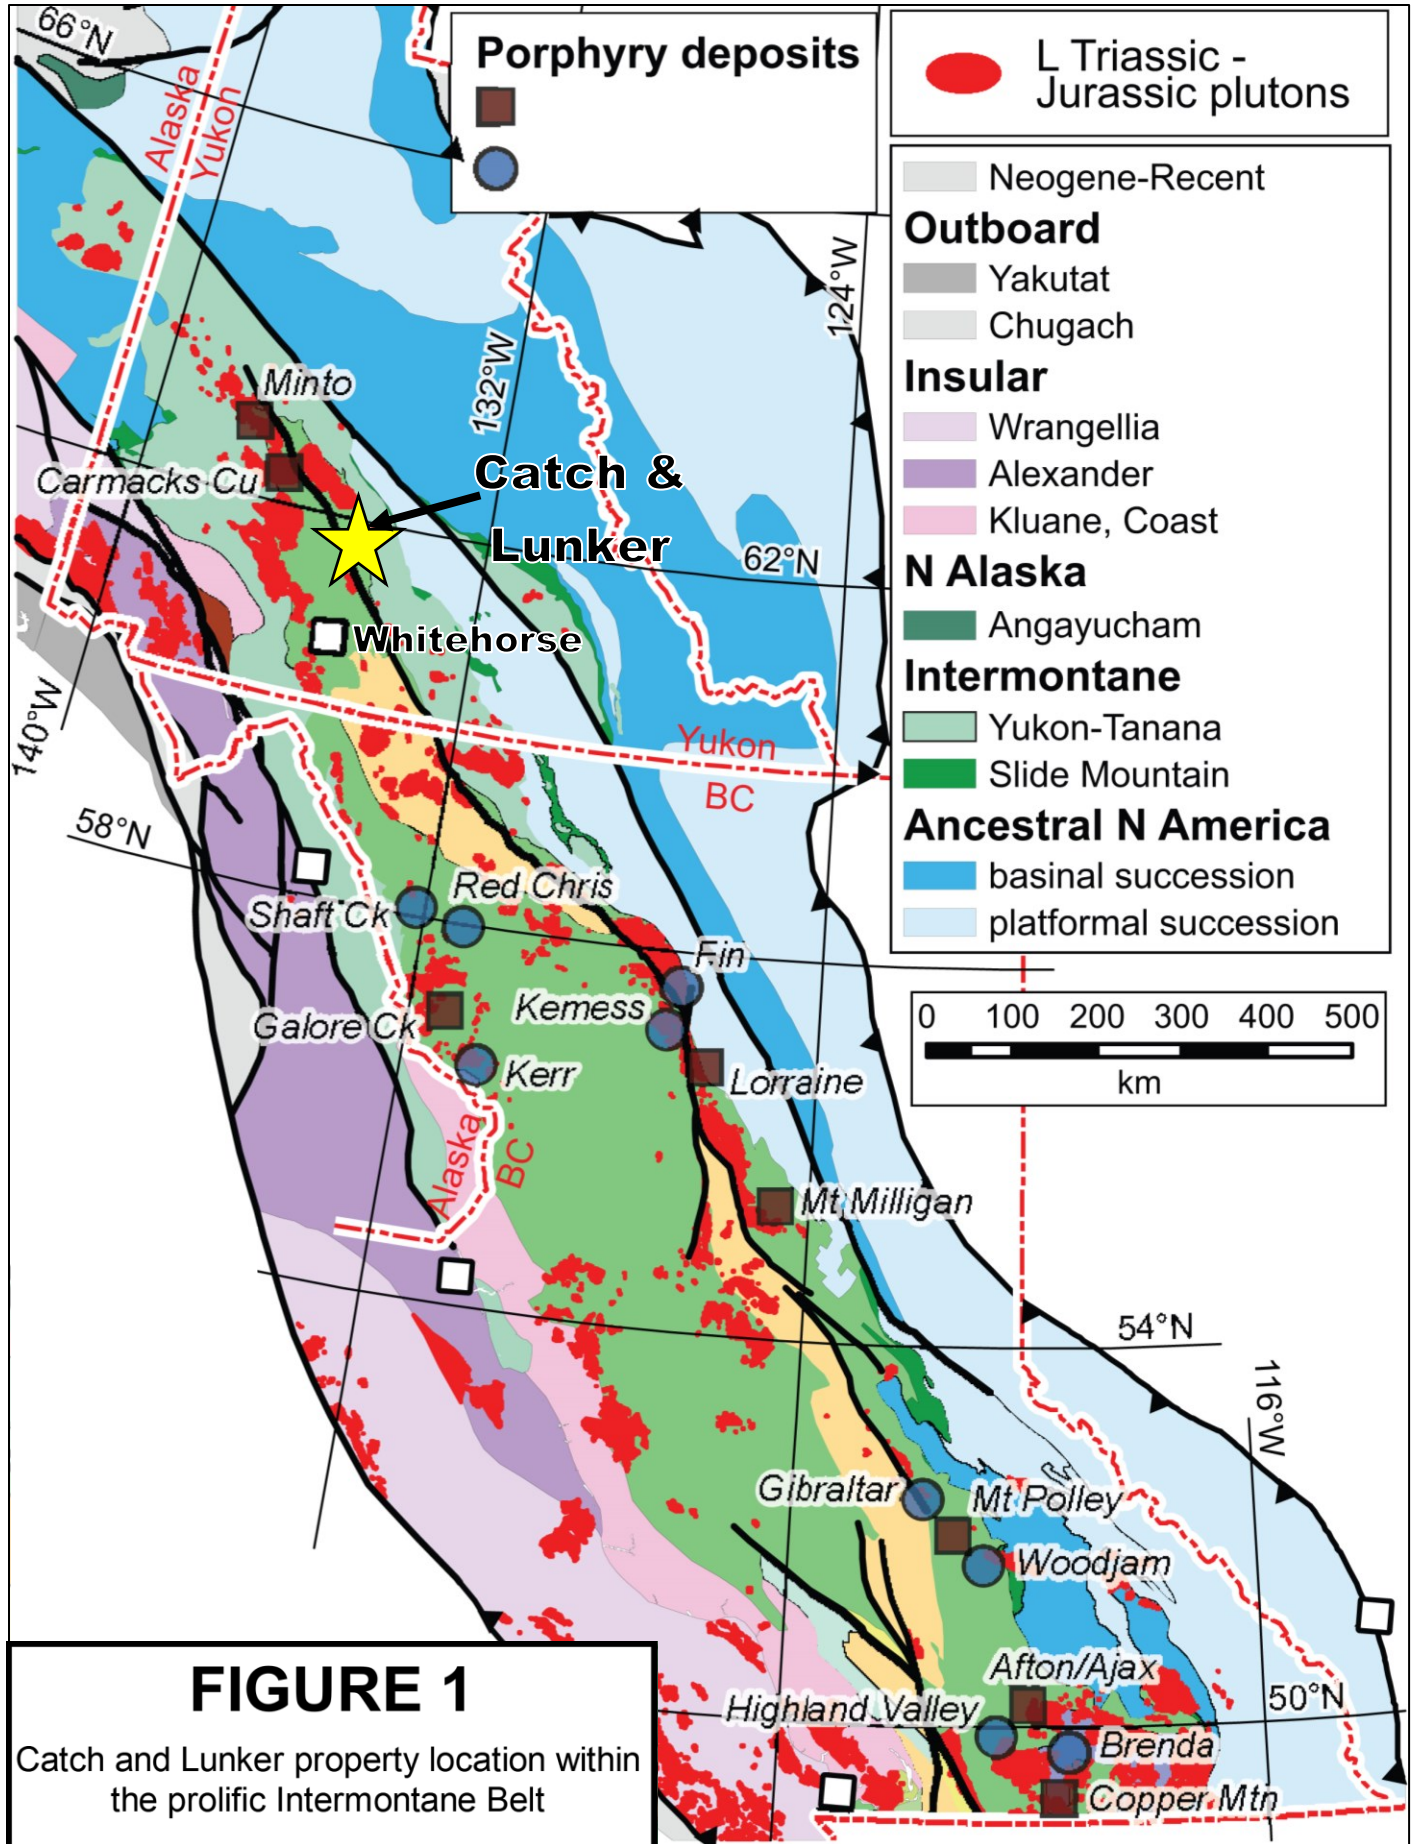 66°N
Alaska
Yukon
Porphyry deposits
L Triassic -
Jurassic plutons
Neogene-Recent
Outboard
Yakutat
Chugach
Insular
Wrangellia
Alexander
Kluane, Coast
N Alaska
Angayucham
Intermontane
Yukon-Tanana
Slide Mountain
Ancestral N America
basinal succession
platformal succession
0 100 200 300 400 500
km
124°W
132°W
Minto
Carmacks Cu
Catch &
Lunker
62°N
Whitehorse
140°W
Yukon
BC
58°N
Red Chris
Shaft Ck
Fin
Kemess
Galore Ck
Kerr
Lorraine
Alaska
BC
Mt Milligan
54°N
116°W
Gibraltar
Mt Polley
Woodjam
Afton/Ajax
Highland Valley
50°N
Brenda
Copper Mtn
FIGURE 1
Catch and Lunker property location within
the prolific Intermontane Belt